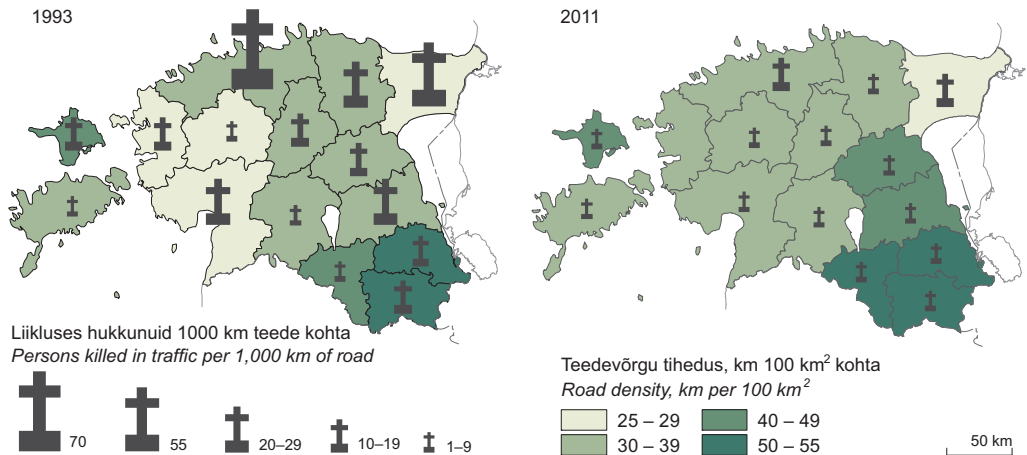 1993
2011
Liikluses hukkunuid 1000 km teede kohta
Persons killed in traffic per 1,000 km of road
70
55
20–29
10–19
1–9
Teedevõrgu tihedus, km 100 km² kohta
Road density, km per 100 km²
25 – 29
40 – 49
30 – 39
50 – 55
50 km